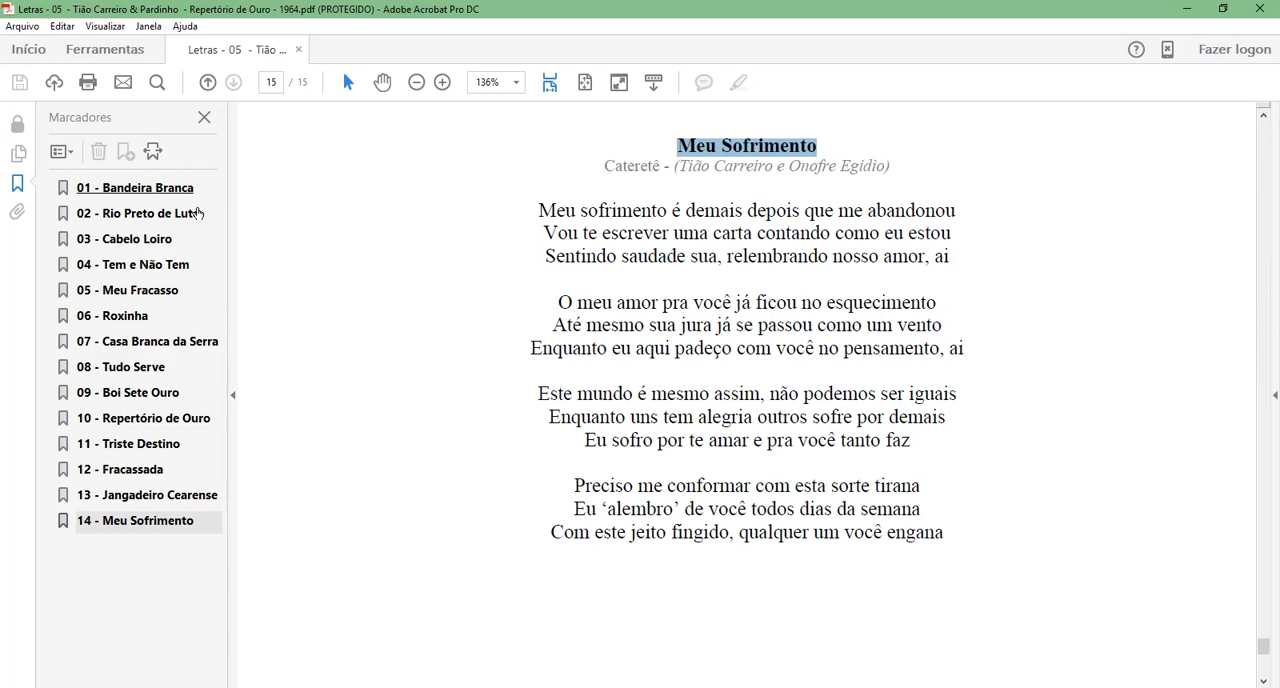 Letras - 05 - Tião Carreiro & Pardinho - Repertório de Ouro - 1964.pdf (PROTEGIDO) - Adobe Acrobat Pro DC
Arquivo Editar Visualizar Janela Ajuda
Início Ferramentas Letras - 05 - Tião ... × Fazer logon
15 / 15 136%
Marcadores
01 - Bandeira Branca
02 - Rio Preto de Luto
03 - Cabelo Loiro
04 - Tem e Não Tem
05 - Meu Fracasso
06 - Roxinha
07 - Casa Branca da Serra
08 - Tudo Serve
09 - Boi Sete Ouro
10 - Repertório de Ouro
11 - Triste Destino
12 - Fracassada
13 - Jangadeiro Cearense
14 - Meu Sofrimento
Meu Sofrimento
Cateretê - (Tião Carreiro e Onofre Egídio)
Meu sofrimento é demais depois que me abandonou
Vou te escrever uma carta contando como eu estou
Sentindo saudade sua, relembrando nosso amor, ai
O meu amor pra você já ficou no esquecimento
Até mesmo sua jura já se passou como um vento
Enquanto eu aqui padeço com você no pensamento, ai
Este mundo é mesmo assim, não podemos ser iguais
Enquanto uns tem alegria outros sofre por demais
Eu sofro por te amar e pra você tanto faz
Preciso me conformar com esta sorte tirana
Eu ‘alembro’ de você todos dias da semana
Com este jeito fingido, qualquer um você engana